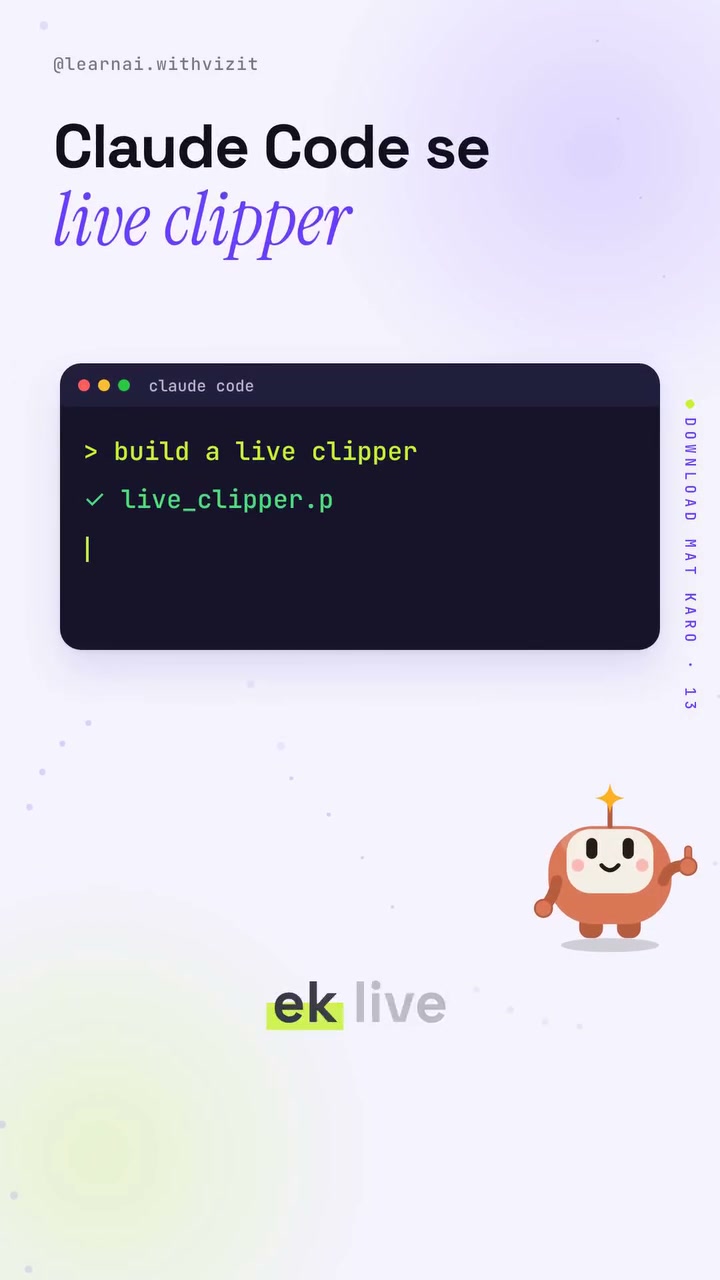 @learnai.withvizit
Claude Code se
live clipper
claude code
> build a live clipper
✓ live_clipper.p
DOWNLOAD MAT KARO · 13
ek live